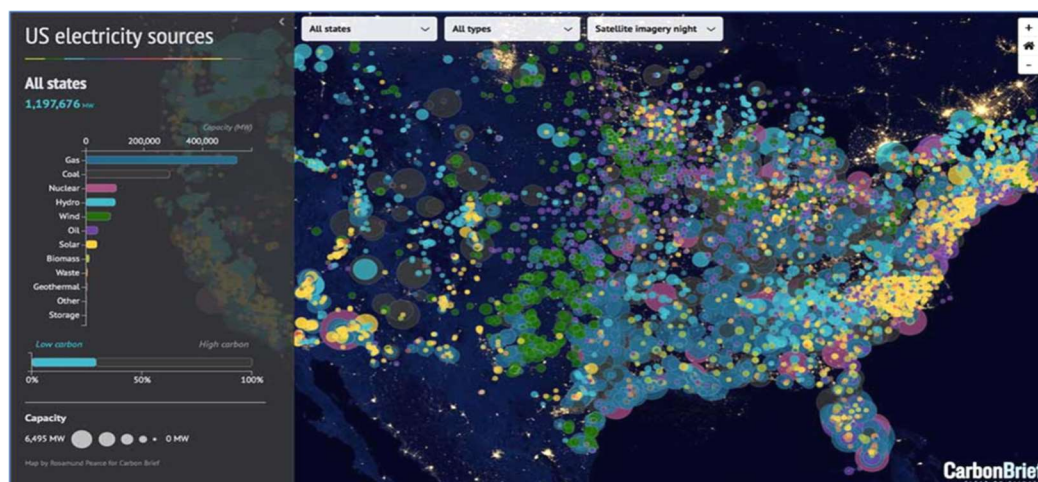 US electricity sources
All states
1,197,676 MW
Capacity (MW)
0 200,000 400,000
Gas
Coal
Nuclear
Hydro
Wind
Oil
Solar
Biomass
Waste
Geothermal
Other
Storage
Low carbon High carbon
0% 50% 100%
Capacity
6,495 MW 0 MW
Map by Rosamund Pearce for Carbon Brief
All states All types Satellite imagery night
+
-
CarbonBrief